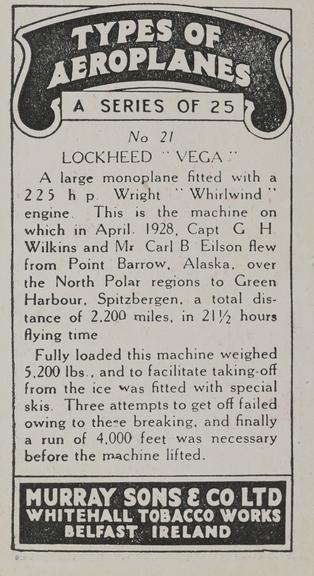 TYPES OF
AEROPLANES
A SERIES OF 25
No 21
LOCKHEED "VEGA"
A large monoplane fitted with a
225 h p. Wright "Whirlwind"
engine. This is the machine on
which in April. 1928, Capt G H
Wilkins and Mr Carl B Eilson flew
from Point Barrow, Alaska, over
the North Polar regions to Green
Harbour, Spitzbergen, a total dis-
tance of 2,200 miles, in 21½ hours
flying time
Fully loaded this machine weighed
5,200 lbs., and to facilitate taking-off
from the ice was fitted with special
skis. Three attempts to get off failed
owing to these breaking, and finally
a run of 4,000 feet was necessary
before the machine lifted.
MURRAY SONS & CO LTD
WHITEHALL TOBACCO WORKS
BELFAST IRELAND